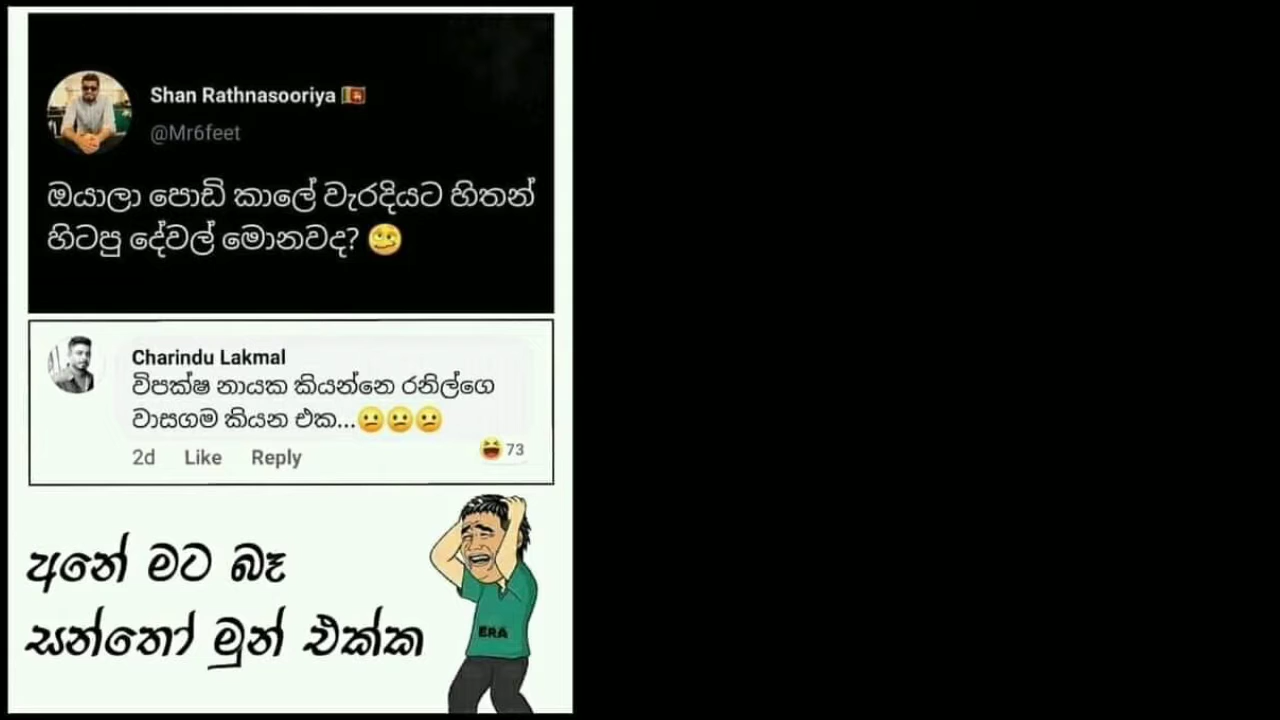 Shan Rathnasooriya 🇱🇰
@Mr6feet
ඔයාලා පොඩි කාලේ වැරදියට හිතන්
හිටපු දේවල් මොනවද? 🥴
Charindu Lakmal
විපක්ෂ නායක කියන්නෙ රනිල්ගෙ
වාසගම කියන එක...😕😕😕
2d Like Reply
😆 73
අනේ මට බෑ
සන්තෝ මුන් එක්ක
ERA